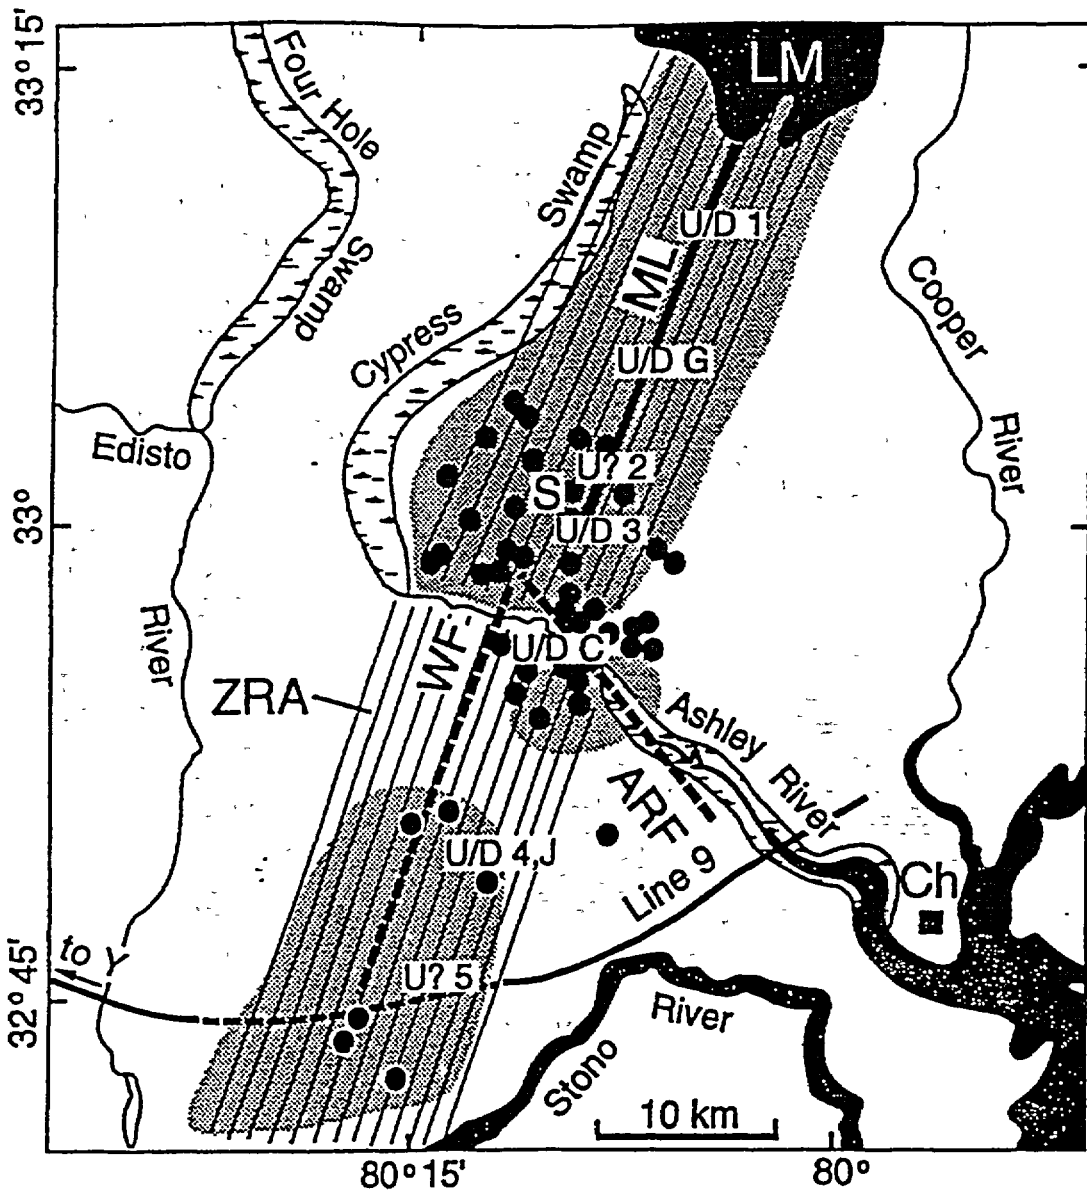 33° 15'
Four Hole
Swamp
LM
Swamp
Cypress
U/D 1
ML
U/D G
Cooper
River
Edisto
River
33°
U? 2
S
U/D 3
WF
U/D C
ZRA
Ashley
River
ARF
U/D 4,J
Line 9
Ch
to Y
U? 5
32° 45'
River
Stono
10 km
80° 15'
80°